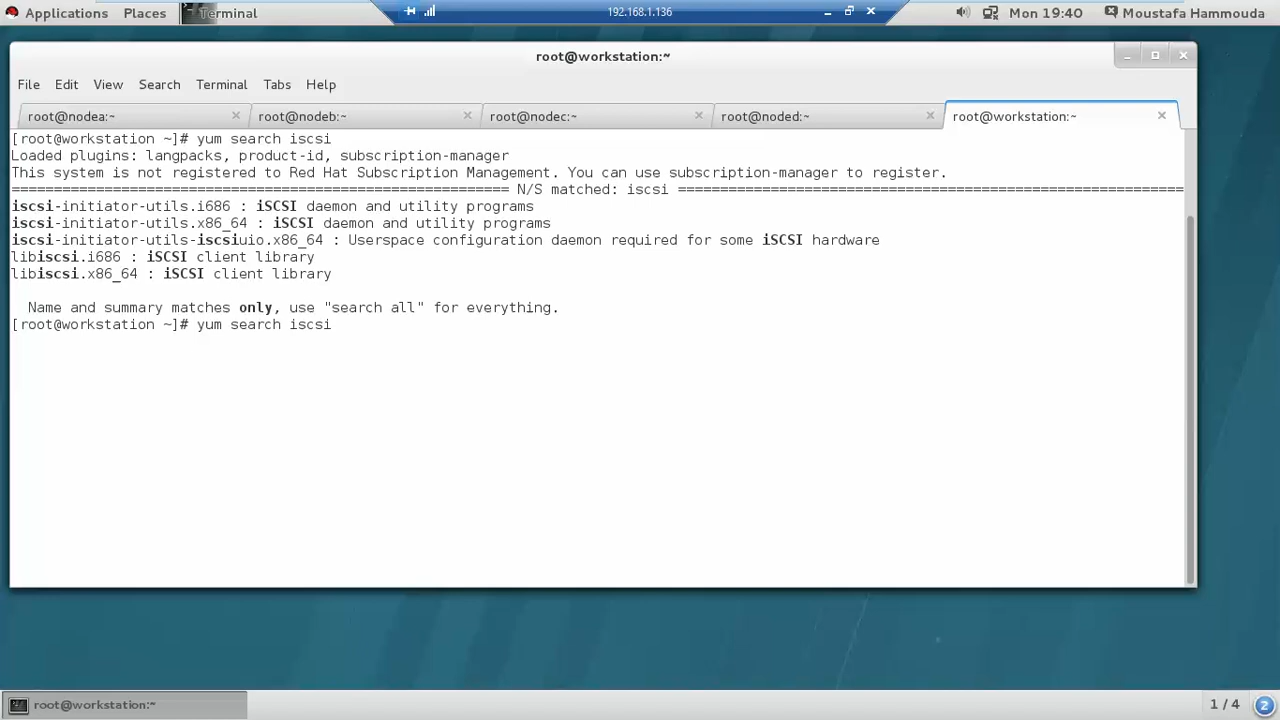 Applications Places Terminal 192.168.1.136 Mon 19:40 Moustafa Hammouda
root@workstation:~
File Edit View Search Terminal Tabs Help
root@nodea:~ root@nodeb:~ root@nodec:~ root@noded:~ root@workstation:~
[root@workstation ~]# yum search iscsi
Loaded plugins: langpacks, product-id, subscription-manager
This system is not registered to Red Hat Subscription Management. You can use subscription-manager to register.
=========================================================== N/S matched: iscsi ============================================================
iscsi-initiator-utils.i686 : iSCSI daemon and utility programs
iscsi-initiator-utils.x86_64 : iSCSI daemon and utility programs
iscsi-initiator-utils-iscsiuio.x86_64 : Userspace configuration daemon required for some iSCSI hardware
libiscsi.i686 : iSCSI client library
libiscsi.x86_64 : iSCSI client library
Name and summary matches only, use "search all" for everything.
[root@workstation ~]# yum search iscsi
root@workstation:~ 1 / 4 2